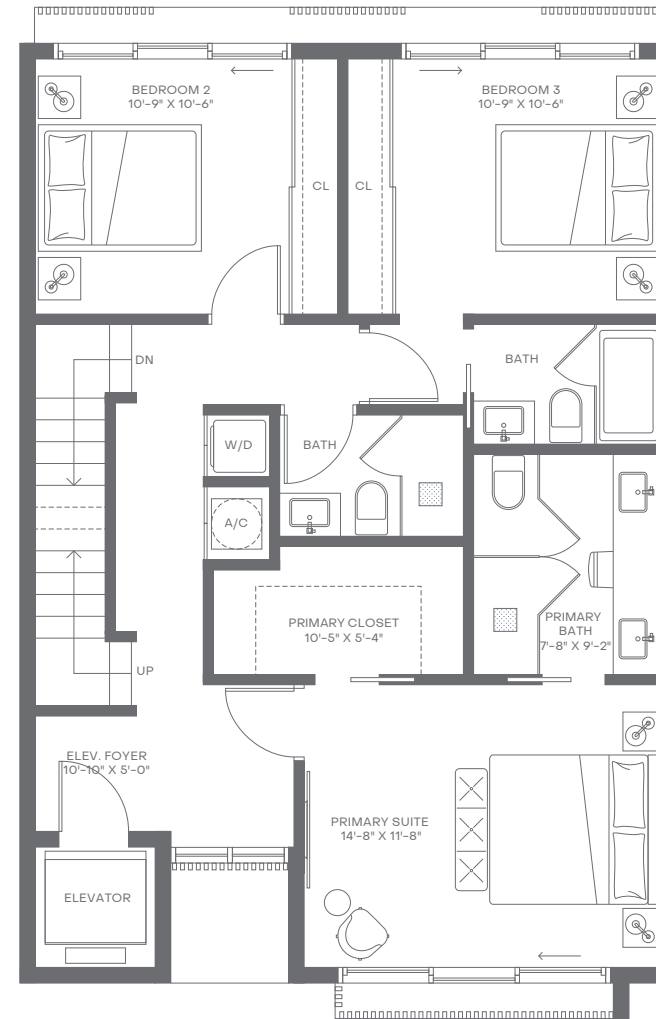 BEDROOM 2
10'-9" X 10'-6"
BEDROOM 3
10'-9" X 10'-6"
CL
CL
DN
BATH
W/D
BATH
A/C
PRIMARY CLOSET
10'-5" X 5'-4"
PRIMARY
BATH
7'-8" X 9'-2"
UP
ELEV. FOYER
10'-10" X 5'-0"
PRIMARY SUITE
14'-8" X 11'-8"
ELEVATOR